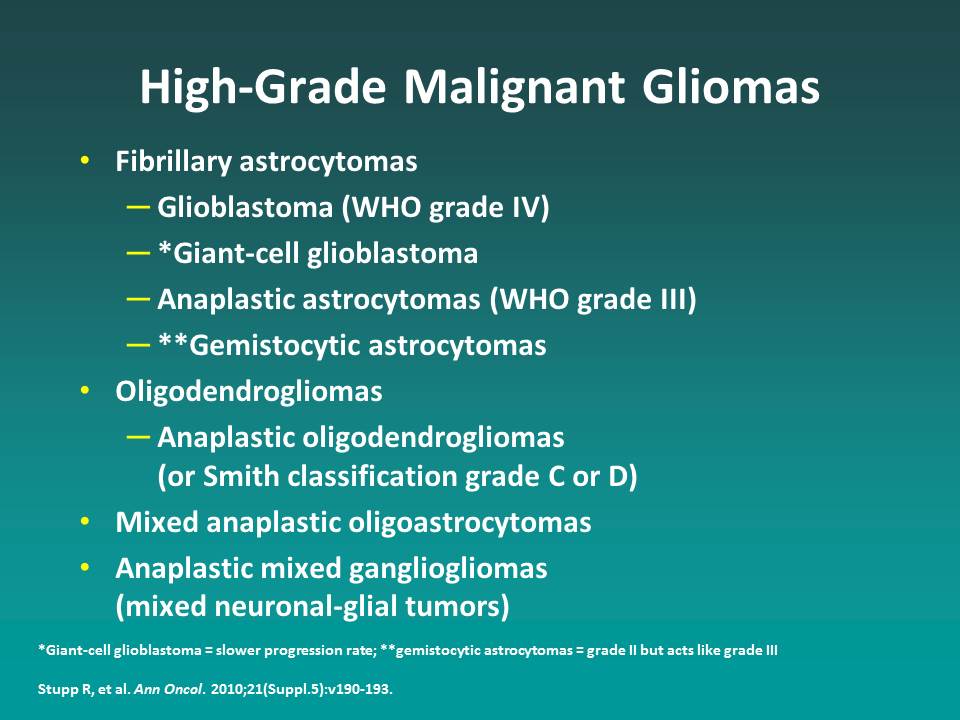 High-Grade Malignant Gliomas
• Fibrillary astrocytomas
— Glioblastoma (WHO grade IV)
— *Giant-cell glioblastoma
— Anaplastic astrocytomas (WHO grade III)
— **Gemistocytic astrocytomas
• Oligodendrogliomas
— Anaplastic oligodendrogliomas
(or Smith classification grade C or D)
• Mixed anaplastic oligoastrocytomas
• Anaplastic mixed gangliogliomas
(mixed neuronal-glial tumors)
*Giant-cell glioblastoma = slower progression rate; **gemistocytic astrocytomas = grade II but acts like grade III
Stupp R, et al. Ann Oncol. 2010;21(Suppl.5):v190-193.